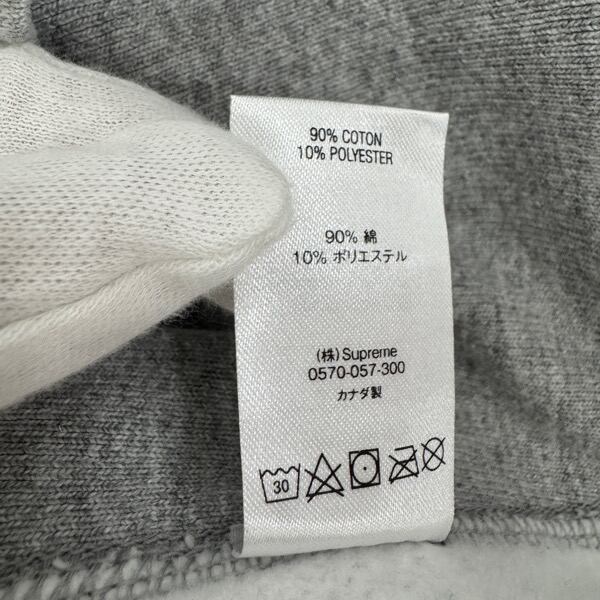 90% COTON
10% POLYESTER
90% 綿
10% ポリエステル
(株) Supreme
0570-057-300
カナダ製
30